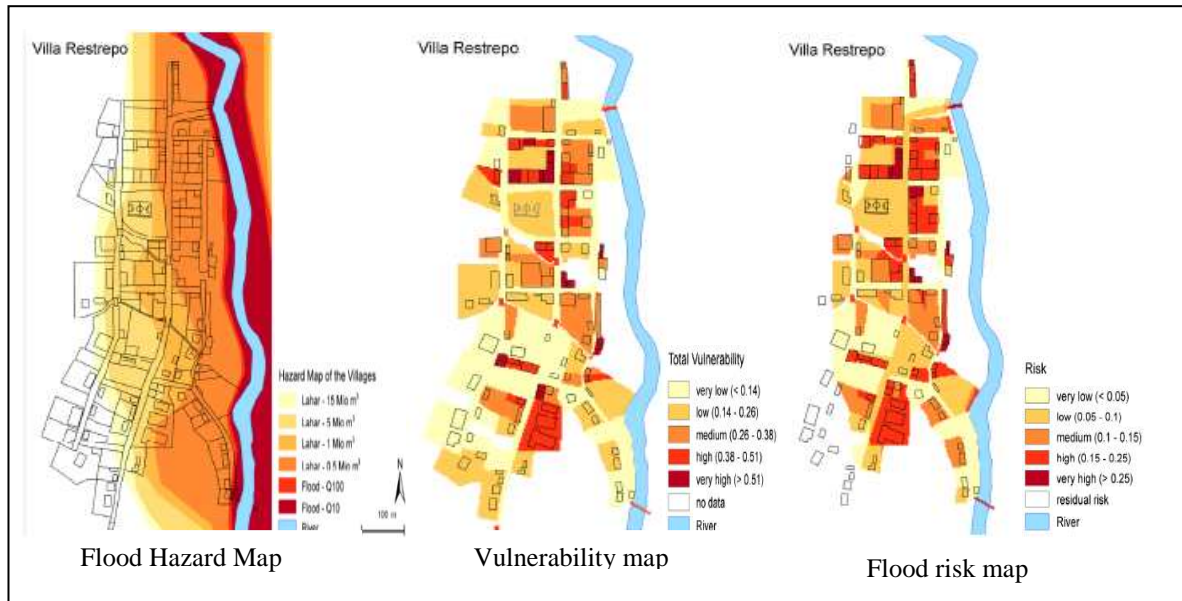 Villa Restrepo
Hazard Map of the Villages
Lahar - 15 Mio m³
Lahar - 5 Mio m³
Lahar - 1 Mio m³
Lahar - 0.5 Mio m³
Flood - Q100
Flood - Q10
River
N
100 m
Flood Hazard Map
Villa Restrepo
Total Vulnerability
very low (< 0.14)
low (0.14 - 0.26)
medium (0.26 - 0.38)
high (0.38 - 0.51)
very high (> 0.51)
no data
River
Vulnerability map
Villa Restrepo
Risk
very low (< 0.05)
low (0.05 - 0.1)
medium (0.1 - 0.15)
high (0.15 - 0.25)
very high (> 0.25)
residual risk
River
Flood risk map